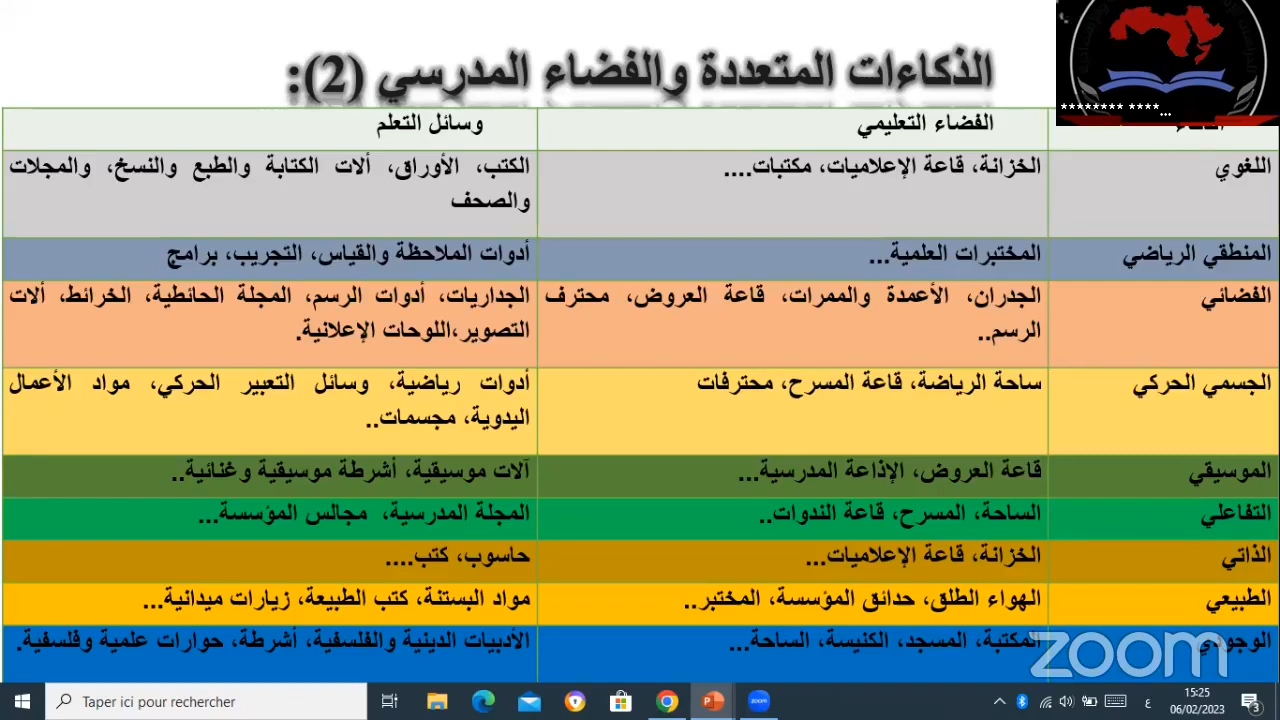 الذكاءات المتعددة والفضاء المدرسي (2):
******** ****...
الفضاء التعليمي
وسائل التعلم
اللغوي
الخزانة، قاعة الإعلاميات، مكتبات....
الكتب، الأوراق، ألات الكتابة والطبع والنسخ، والمجلات
والصحف
المنطقي الرياضي
المختبرات العلمية...
أدوات الملاحظة والقياس، التجريب، برامج
الفضائي
الجدران، الأعمدة والممرات، قاعة العروض، محترف
الرسم..
الجداريات، أدوات الرسم، المجلة الحائطية، الخرائط، ألات
التصوير،اللوحات الإعلانية.
الجسمي الحركي
ساحة الرياضة، قاعة المسرح، محترفات
أدوات رياضية، وسائل التعبير الحركي، مواد الأعمال
اليدوية، مجسمات..
الموسيقي
قاعة العروض، الإذاعة المدرسية...
آلات موسيقية، أشرطة موسيقية وغنائية..
التفاعلي
الساحة، المسرح، قاعة الندوات..
المجلة المدرسية، مجالس المؤسسة...
الذاتي
الخزانة، قاعة الإعلاميات...
حاسوب، كتب....
الطبيعي
الهواء الطلق، حدائق المؤسسة، المختبر..
مواد البستنة، كتب الطبيعة، زيارات ميدانية...
الوجودي
المكتبة، المسجد، الكنيسة، الساحة...
الأدبيات الدينية والفلسفية، أشرطة، حوارات علمية وفلسفية.
zoom
Taper ici pour rechercher
zoom
ع
15:25
06/02/2023
3